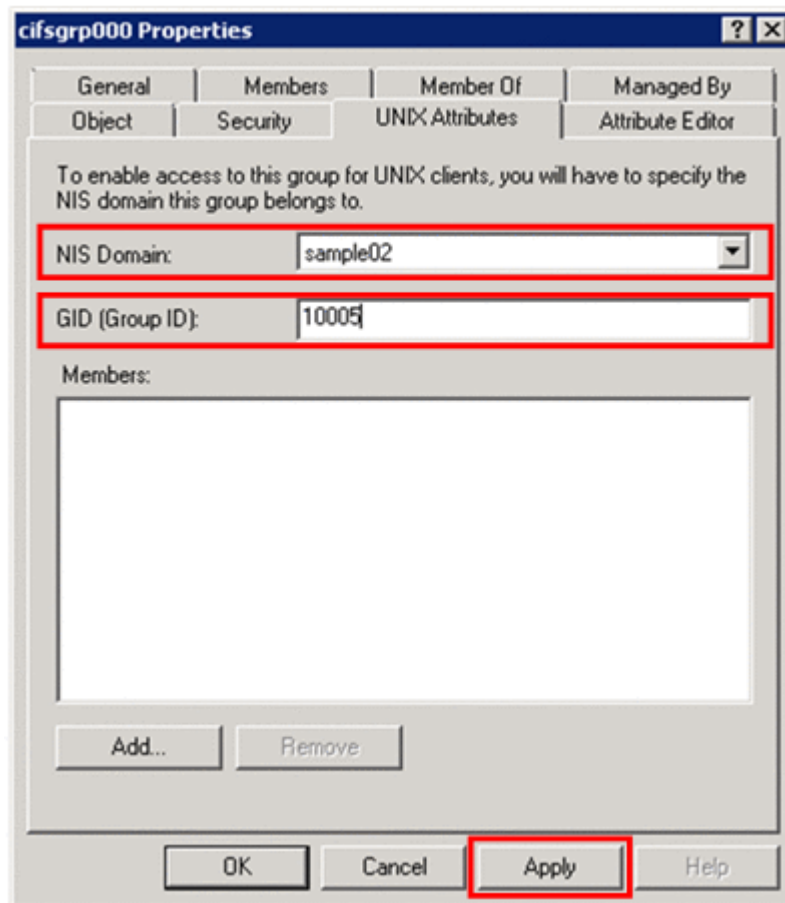 cifsgrp000 Properties
General Members Member Of Managed By
Object Security UNIX Attributes Attribute Editor
To enable access to this group for UNIX clients, you will have to specify the
NIS domain this group belongs to.
NIS Domain: sample02
GID (Group ID): 10005
Members:
Add... Remove
OK Cancel Apply Help